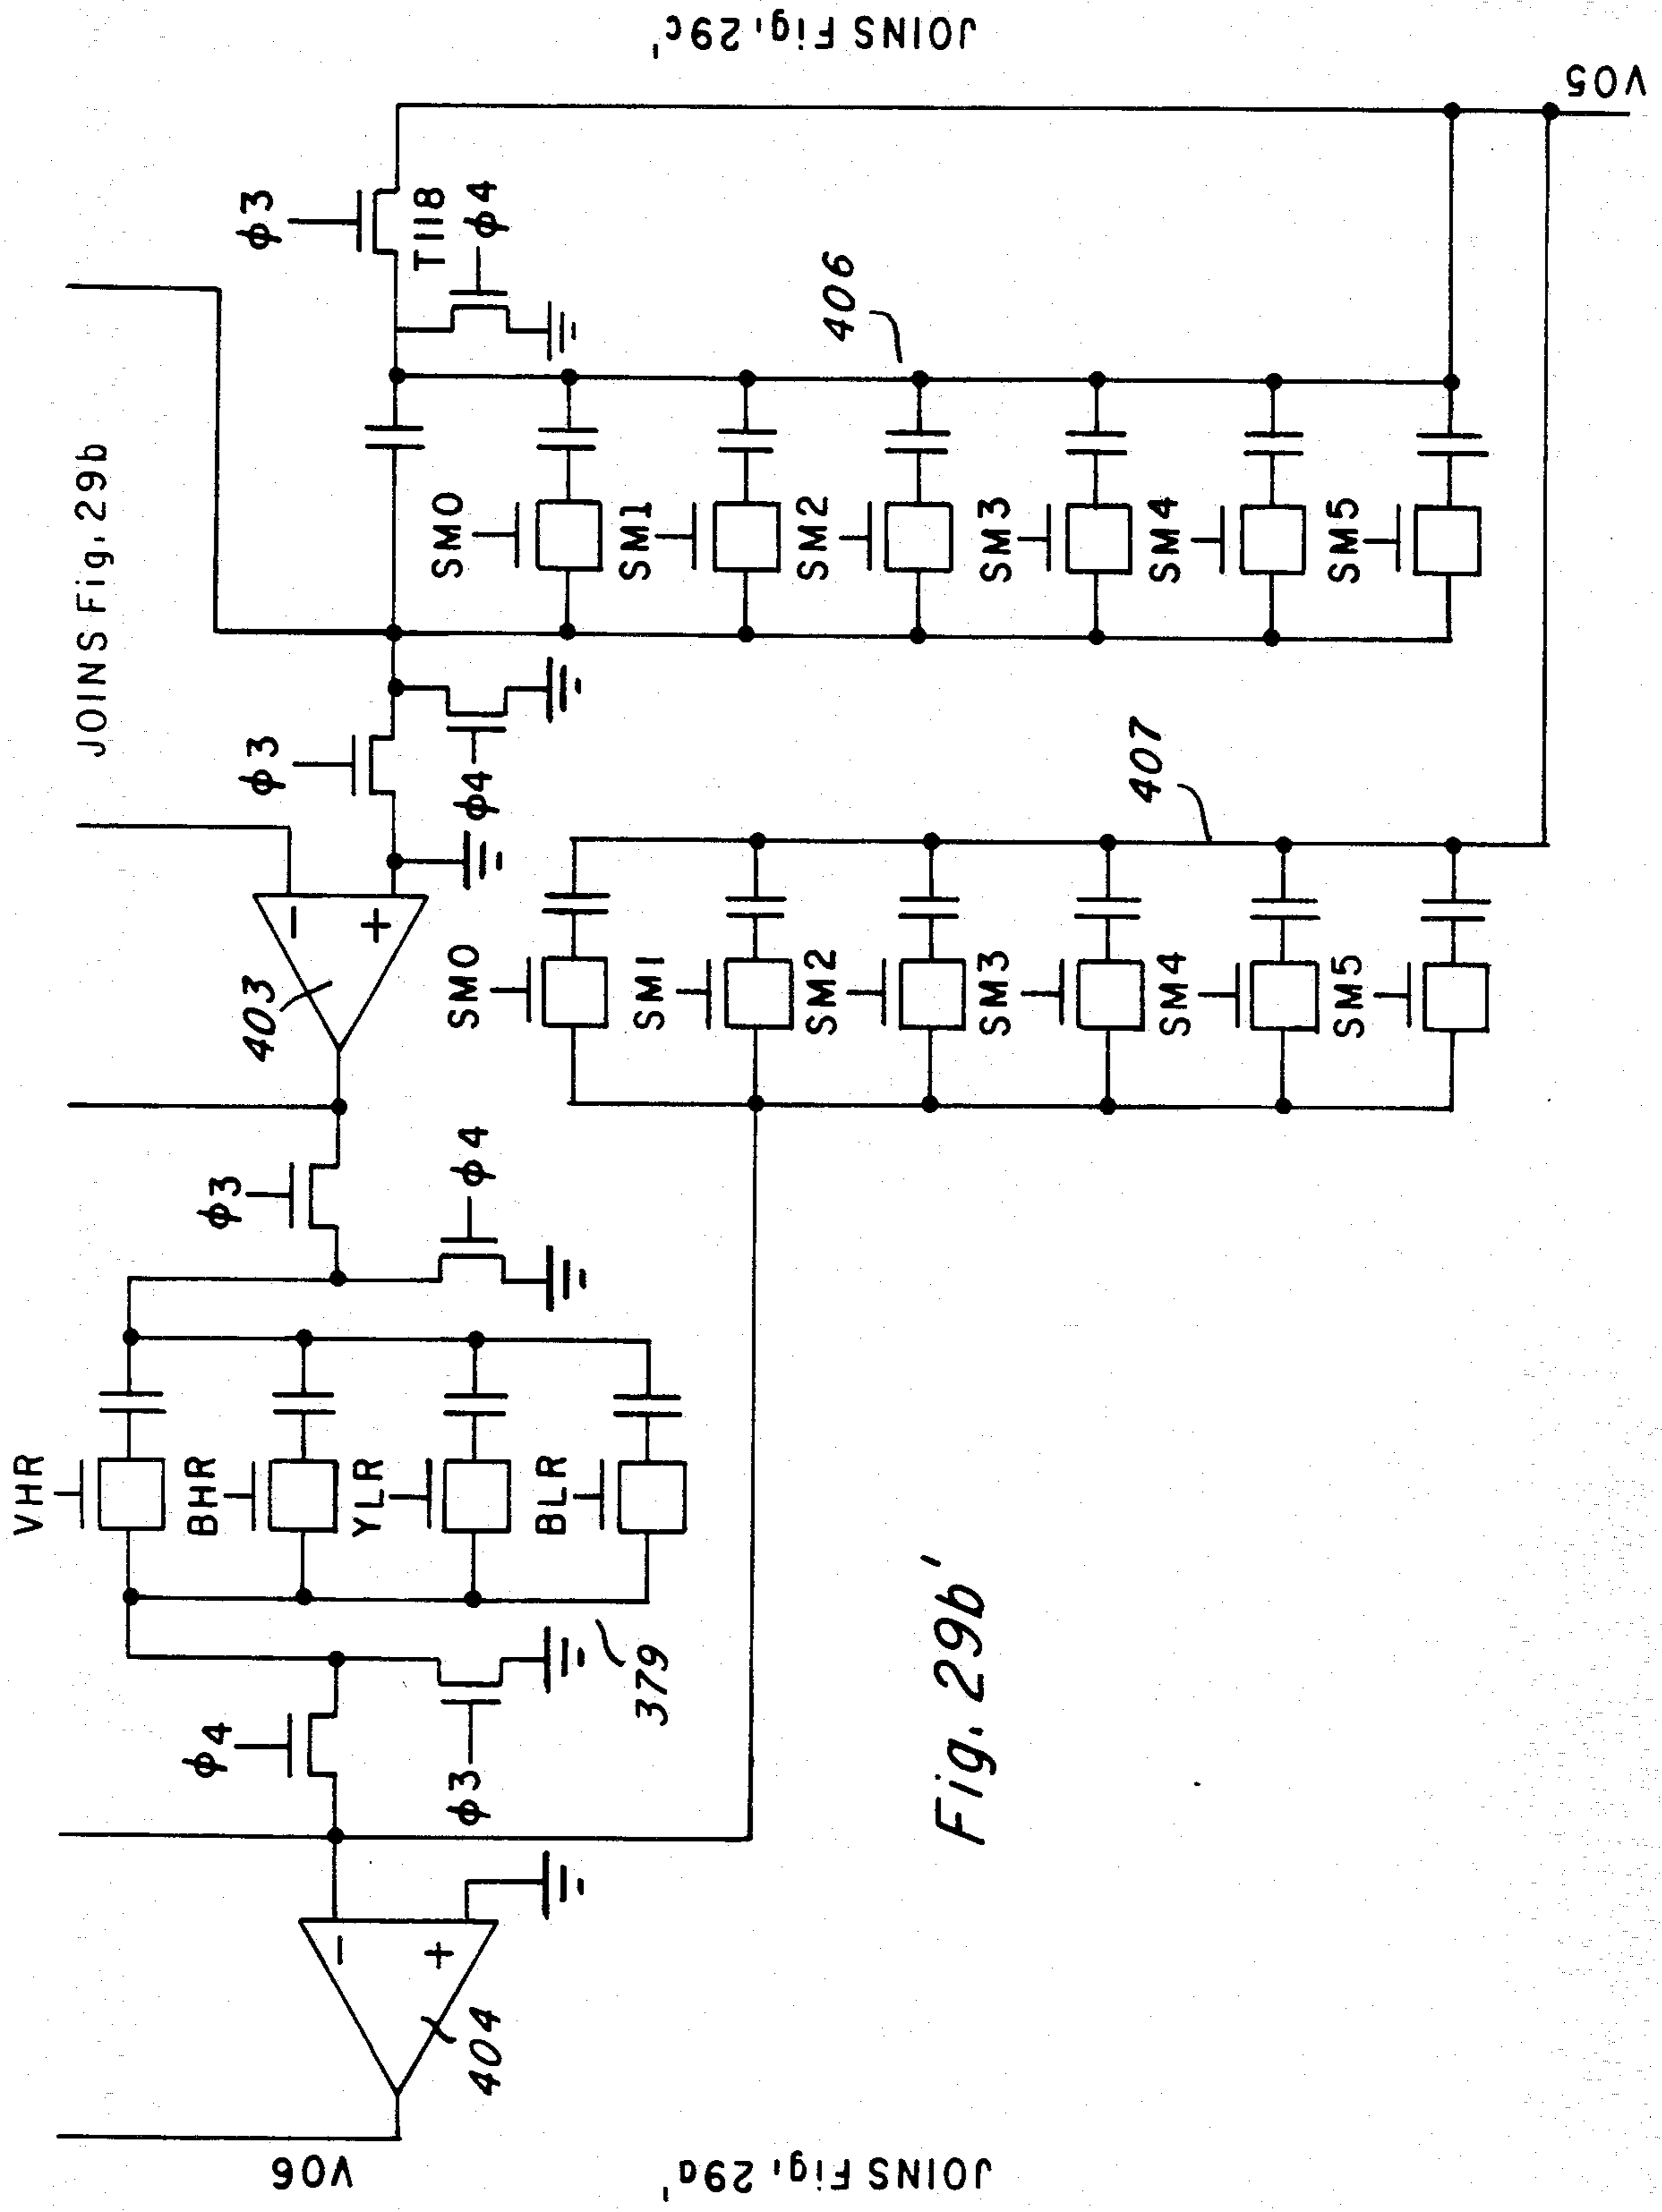 JOINS Fig. 29c'
VO5
JOINS Fig. 29b
φ3
T118
φ4
406
SM0
SM1
SM2
SM3
SM4
SM5
φ3
φ4
407
−
+
403
SM0
SM1
SM2
SM3
SM4
SM5
φ3
φ4
VHR
BHR
YLR
BLR
379
φ4
φ3
−
+
404
VO6
Fig. 29b'
JOINS Fig. 29a'